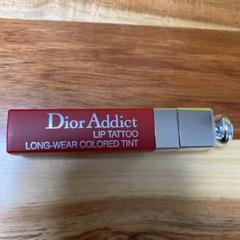 Dior Addict
LIP TATTOO
LONG-WEAR COLORED TINT